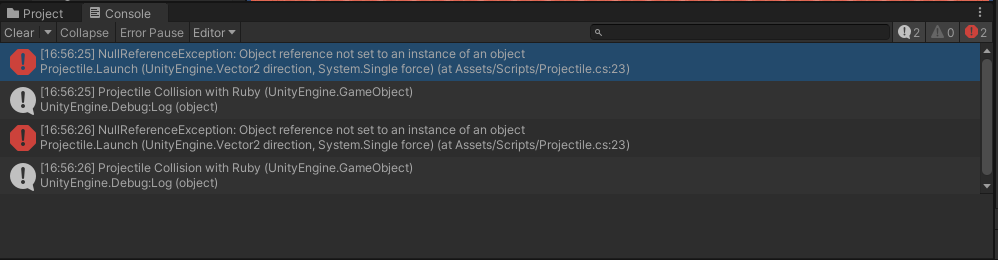 Project
Console
Clear
Collapse
Error Pause
Editor
2
0
2
[16:56:25] NullReferenceException: Object reference not set to an instance of an object
Projectile.Launch (UnityEngine.Vector2 direction, System.Single force) (at Assets/Scripts/Projectile.cs:23)
[16:56:25] Projectile Collision with Ruby (UnityEngine.GameObject)
UnityEngine.Debug:Log (object)
[16:56:26] NullReferenceException: Object reference not set to an instance of an object
Projectile.Launch (UnityEngine.Vector2 direction, System.Single force) (at Assets/Scripts/Projectile.cs:23)
[16:56:26] Projectile Collision with Ruby (UnityEngine.GameObject)
UnityEngine.Debug:Log (object)